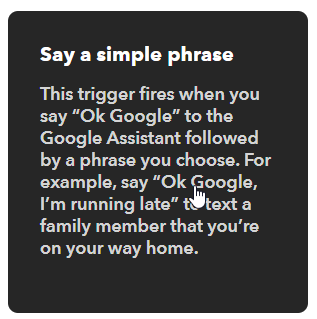 Say a simple phrase
This trigger fires when you
say “Ok Google” to the
Google Assistant followed
by a phrase you choose. For
example, say “Ok Google,
I’m running late” to text a
family member that you’re
on your way home.